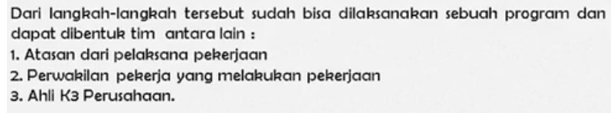 Dari langkah-langkah tersebut sudah bisa dilaksanakan sebuah program dan
dapat dibentuk tim antara lain :
1. Atasan dari pelaksana pekerjaan
2. Perwakilan pekerja yang melakukan pekerjaan
3. Ahli K3 Perusahaan.